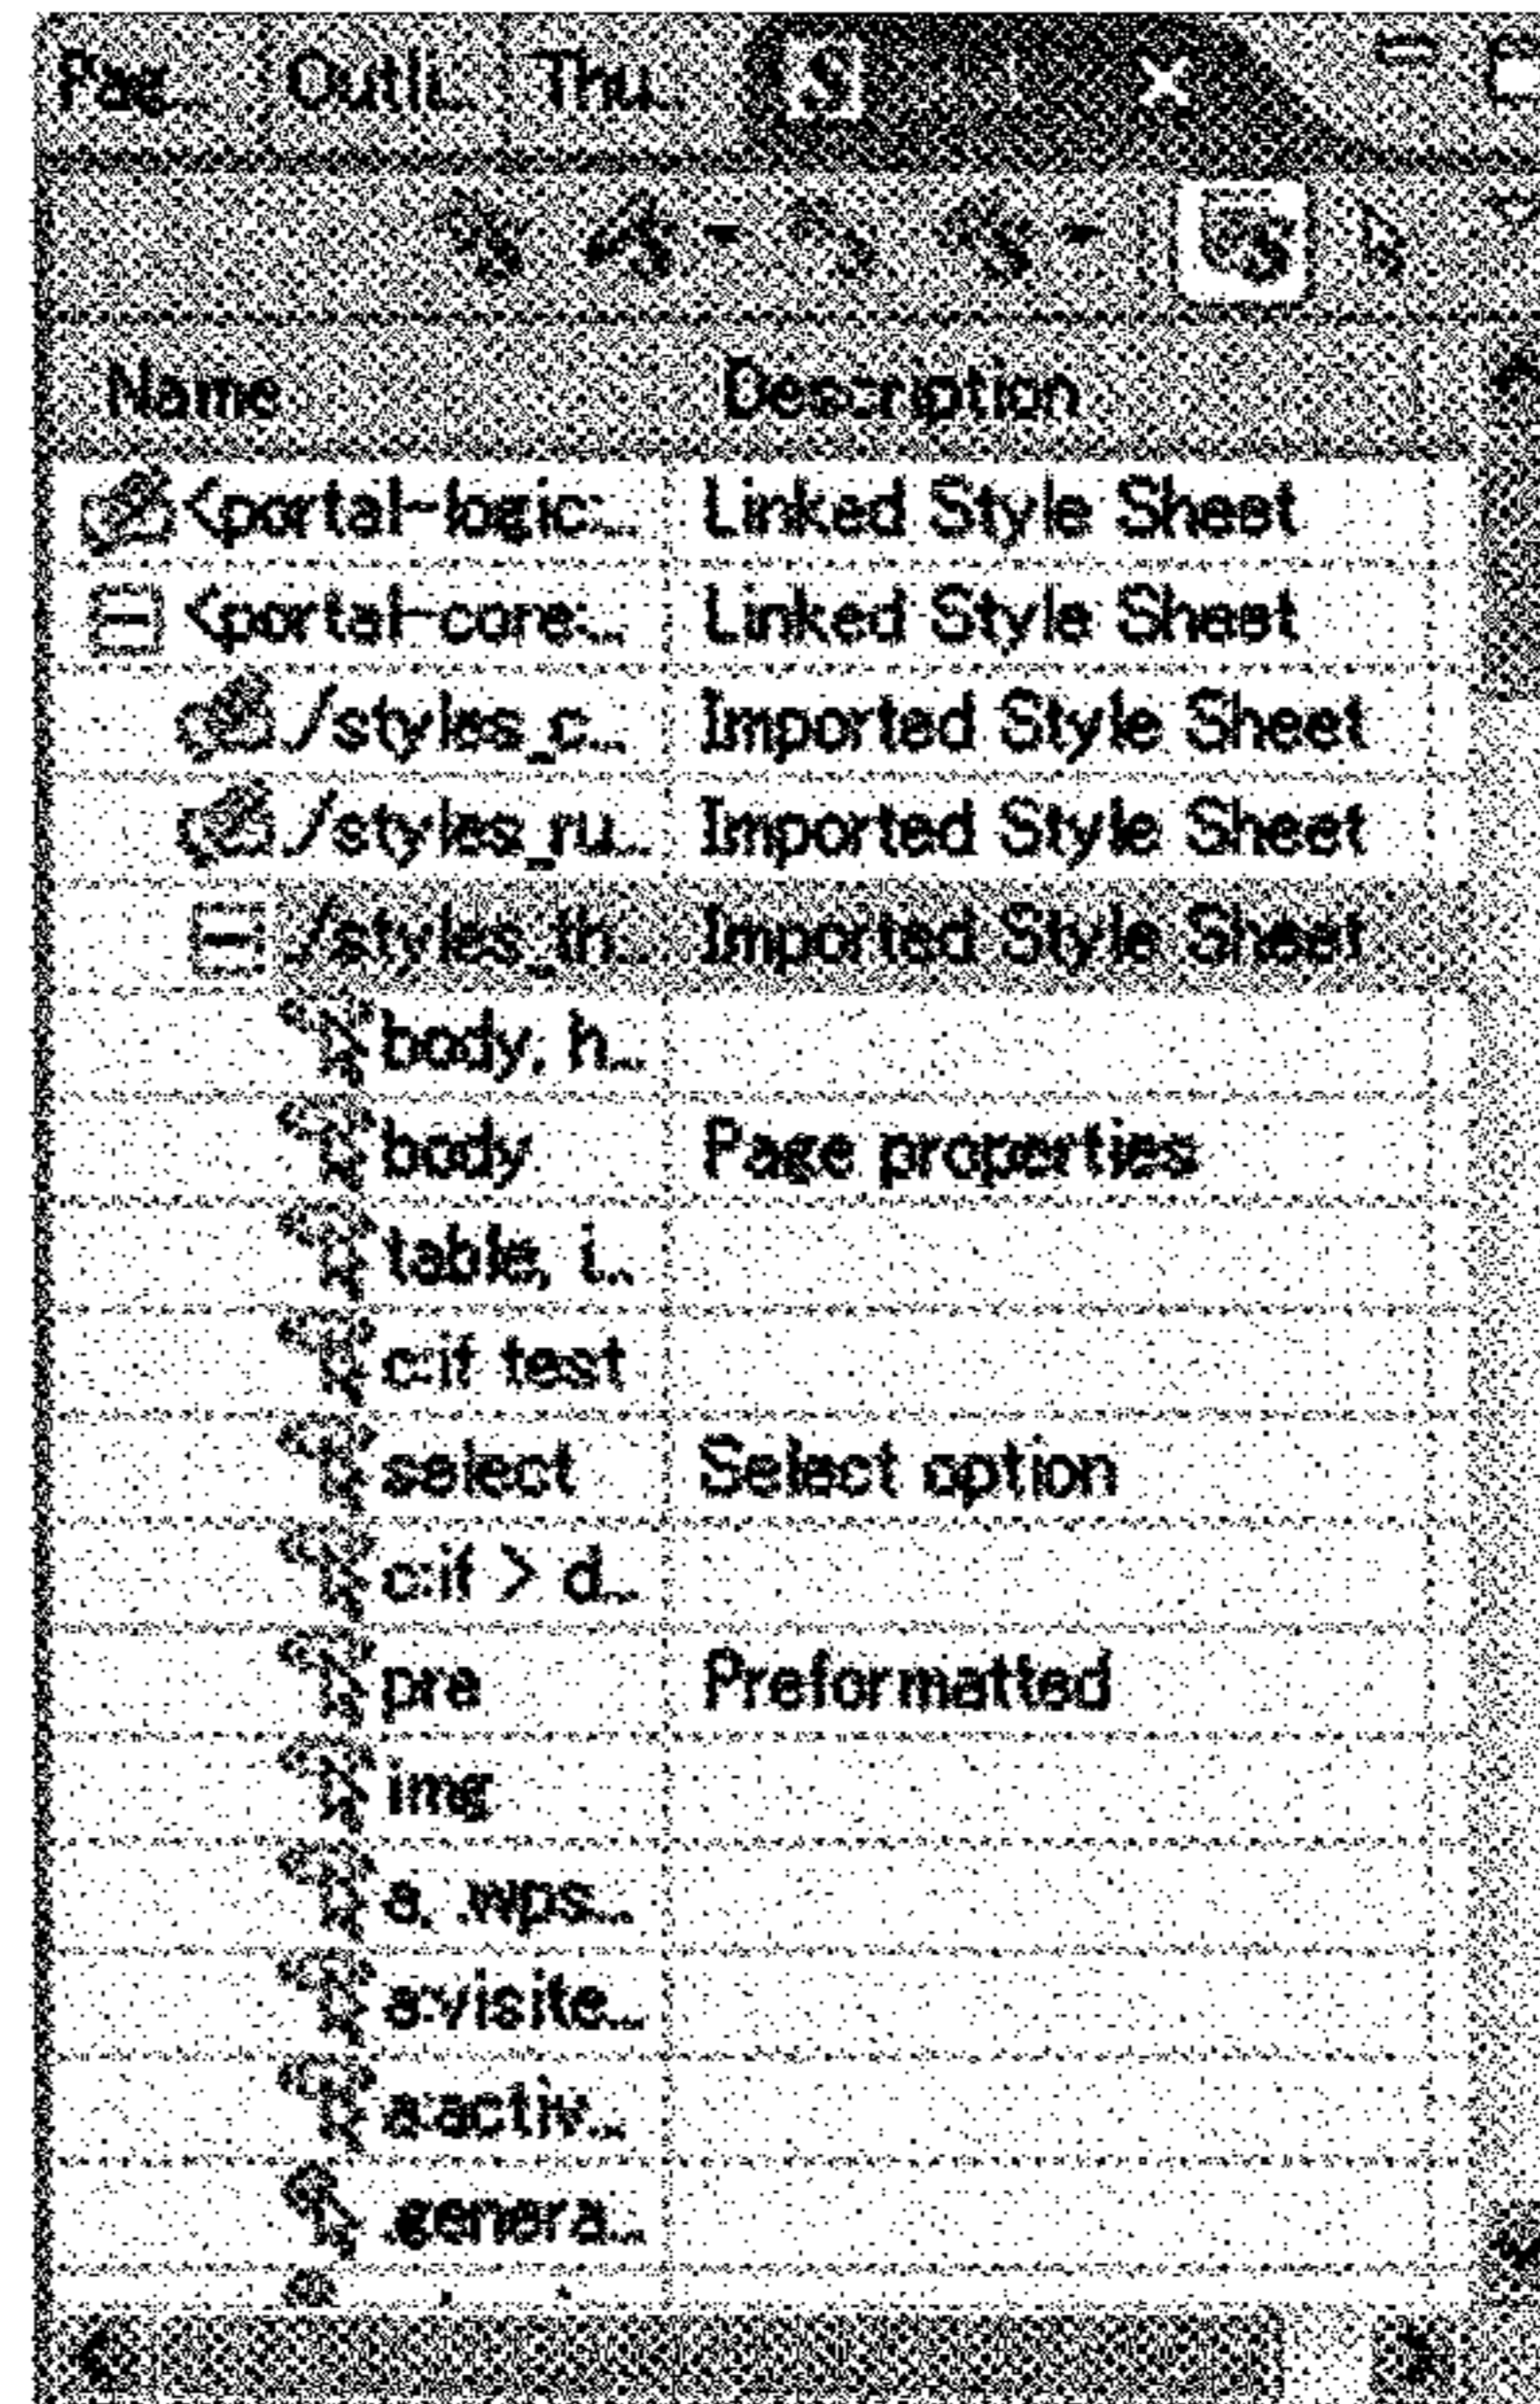 Pag... Outli... Thu...
Name Description
<portal-logic:... Linked Style Sheet
<portal-core:... Linked Style Sheet
./styles_c... Imported Style Sheet
./styles_ru... Imported Style Sheet
./styles_th... Imported Style Sheet
body, h...
body Page properties
table, i...
c:if test
select Select option
c:if > d...
pre Preformatted
img
a, .wps...
a:visite...
a:activ...
.genera...